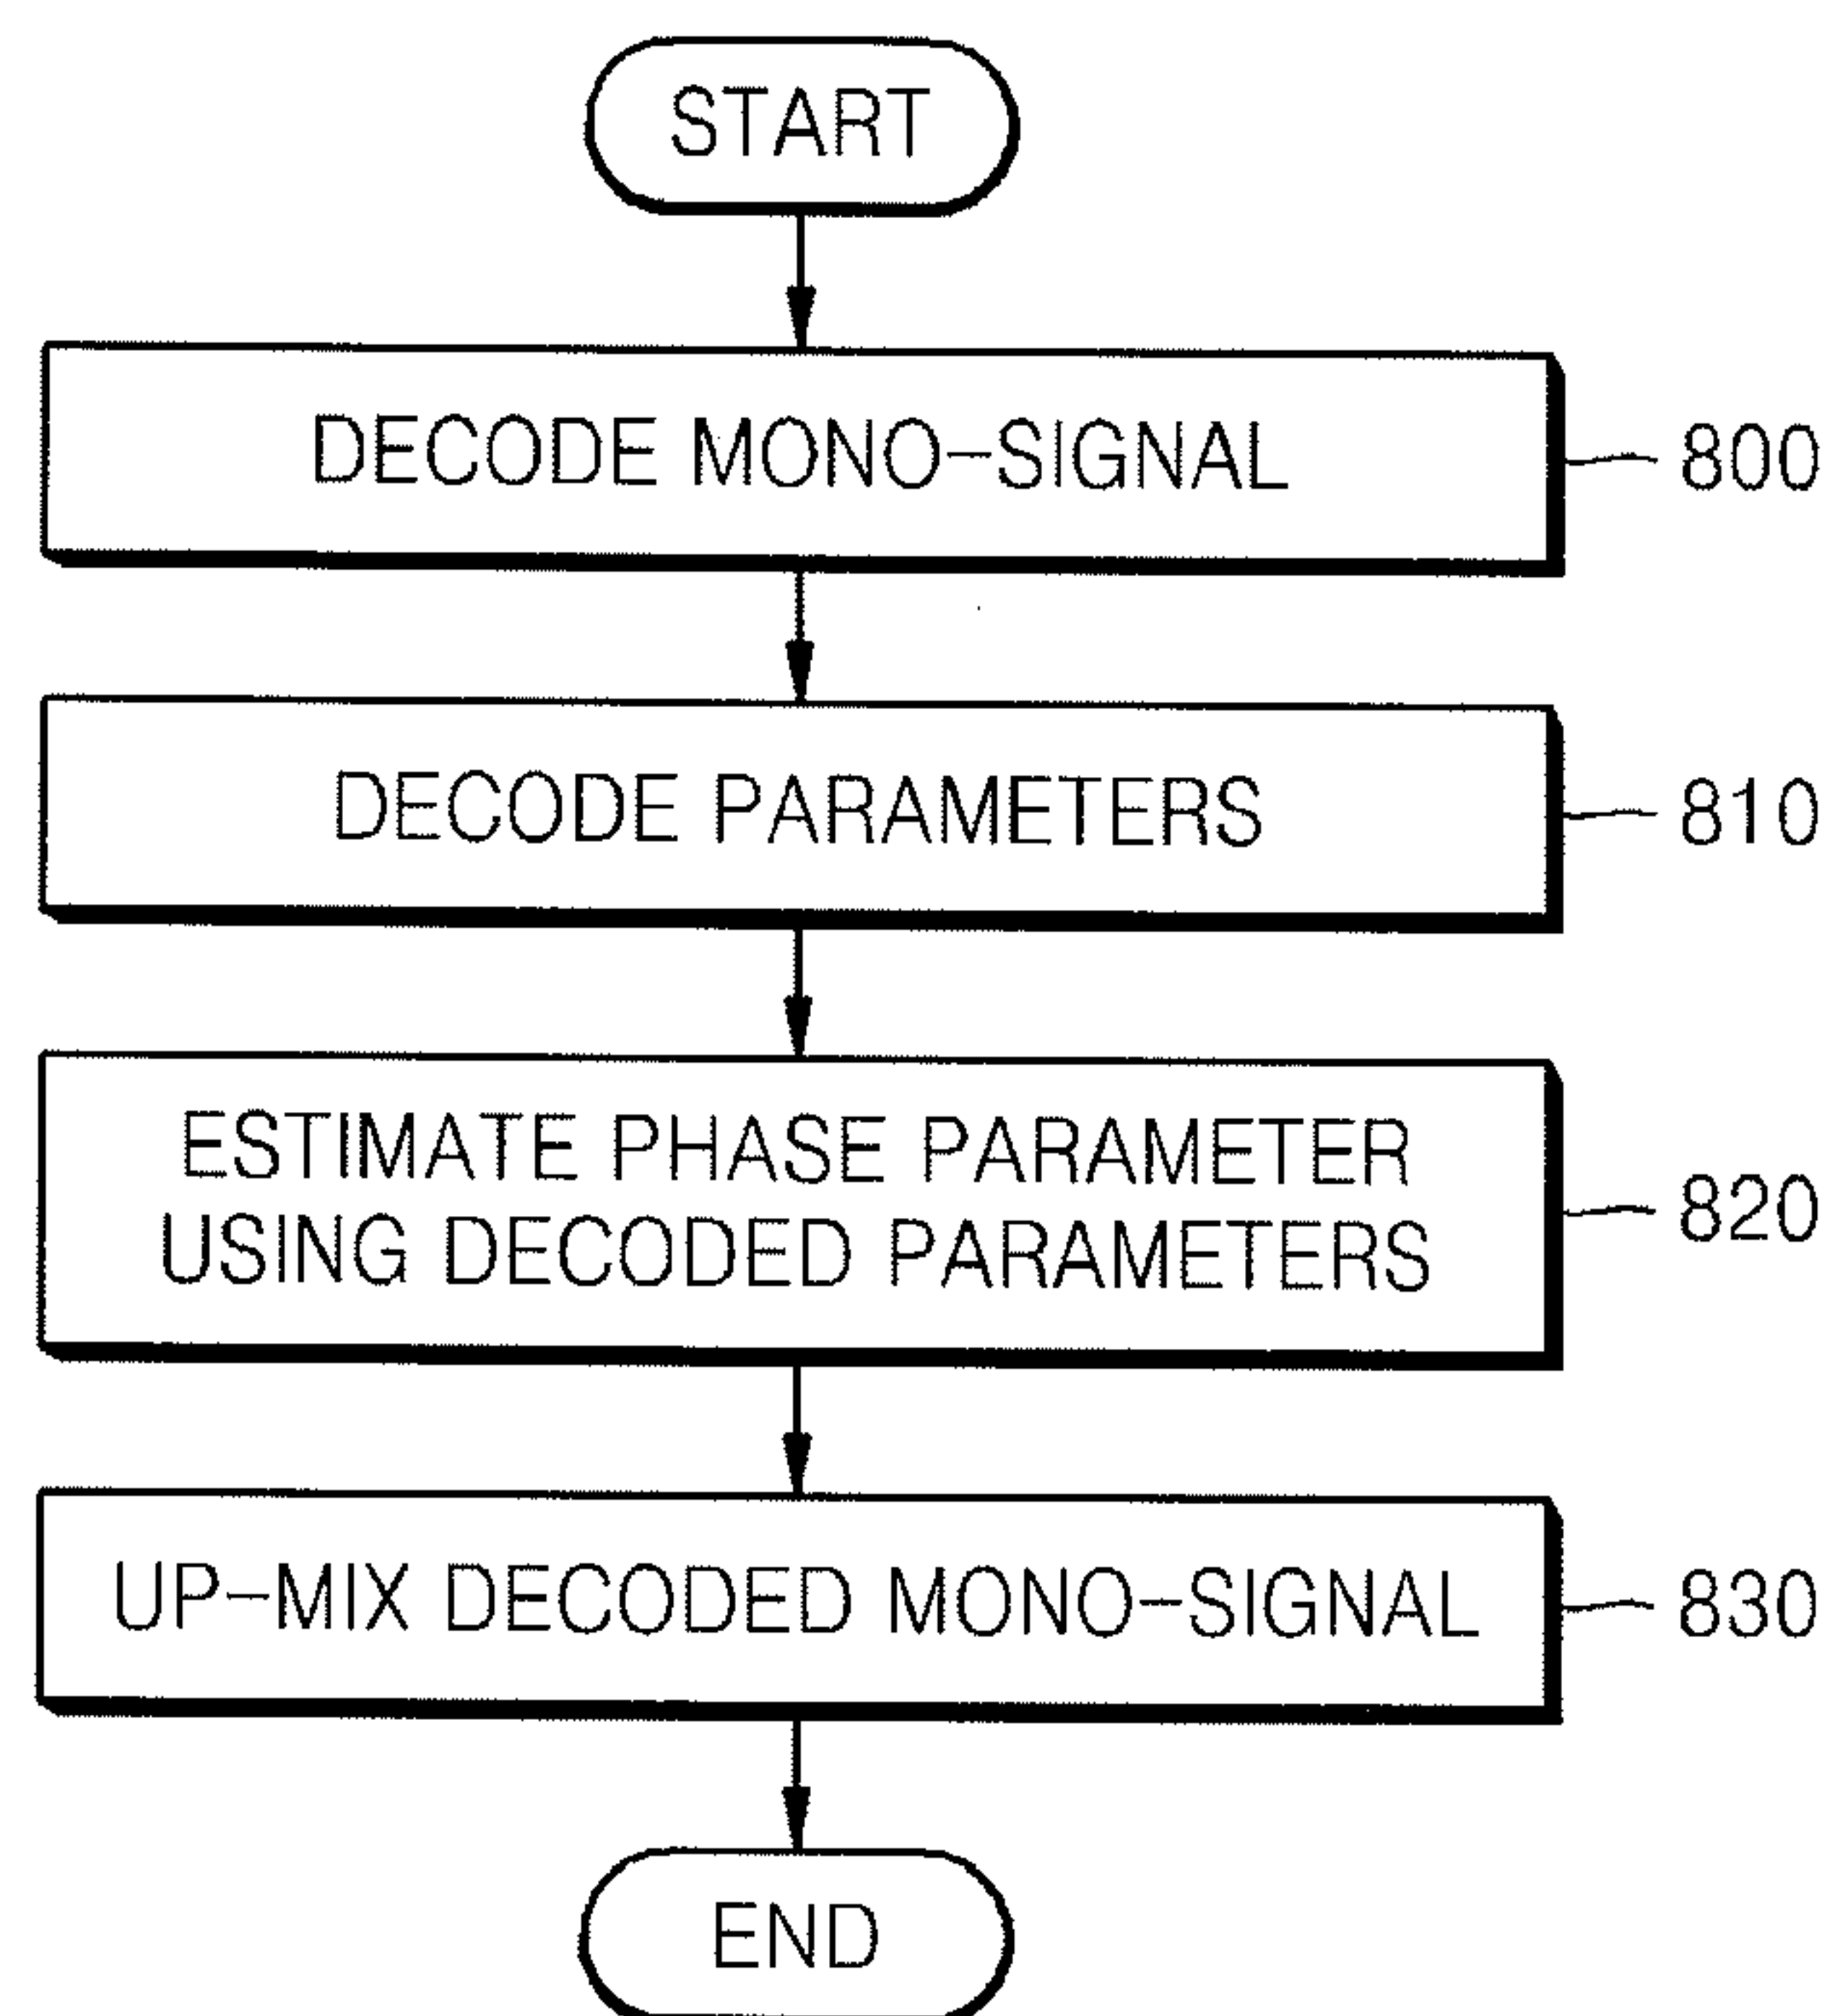 START
DECODE MONO-SIGNAL
800
DECODE PARAMETERS
810
ESTIMATE PHASE PARAMETER
USING DECODED PARAMETERS
820
UP-MIX DECODED MONO-SIGNAL
830
END